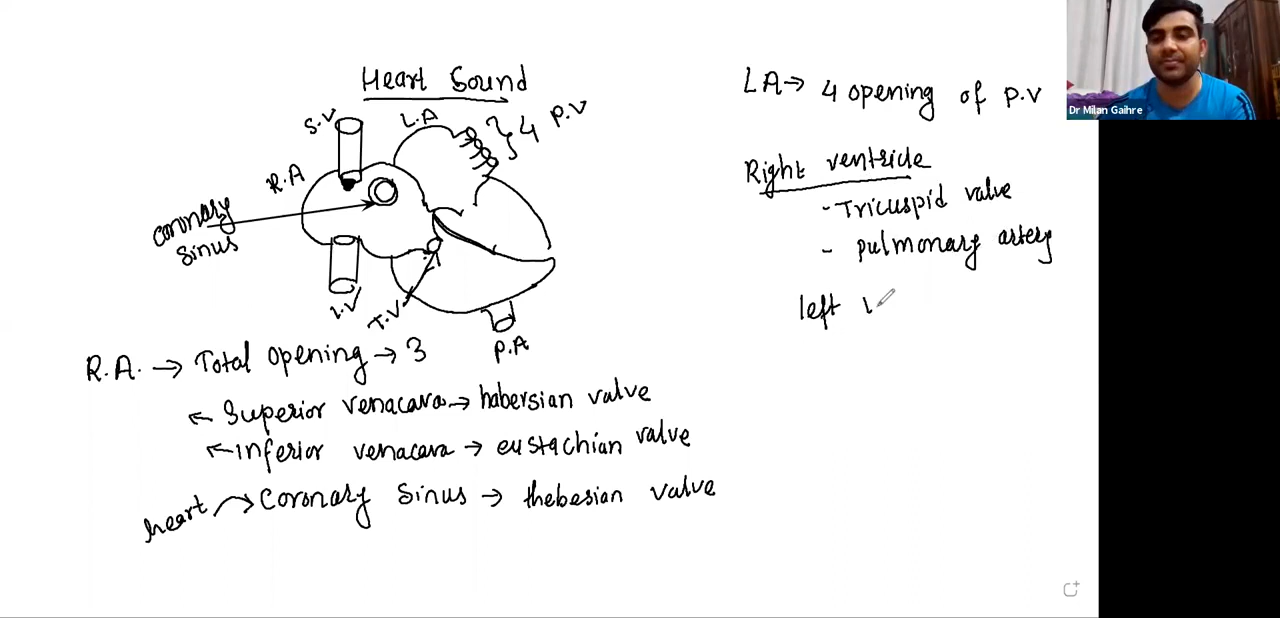 Heart Sound
S.V
L.A
4 P.V
R.A
Coronary
Sinus
I.V
T.V
P.A
R.A. → Total opening → 3
← Superior venacava → habersian valve
← Inferior venacava → eustachian valve
heart → Coronary Sinus → thebesian valve
LA → 4 opening of P.V
Right ventricle
- Tricuspid valve
- pulmonary artery
left
Dr Milan Gaihre